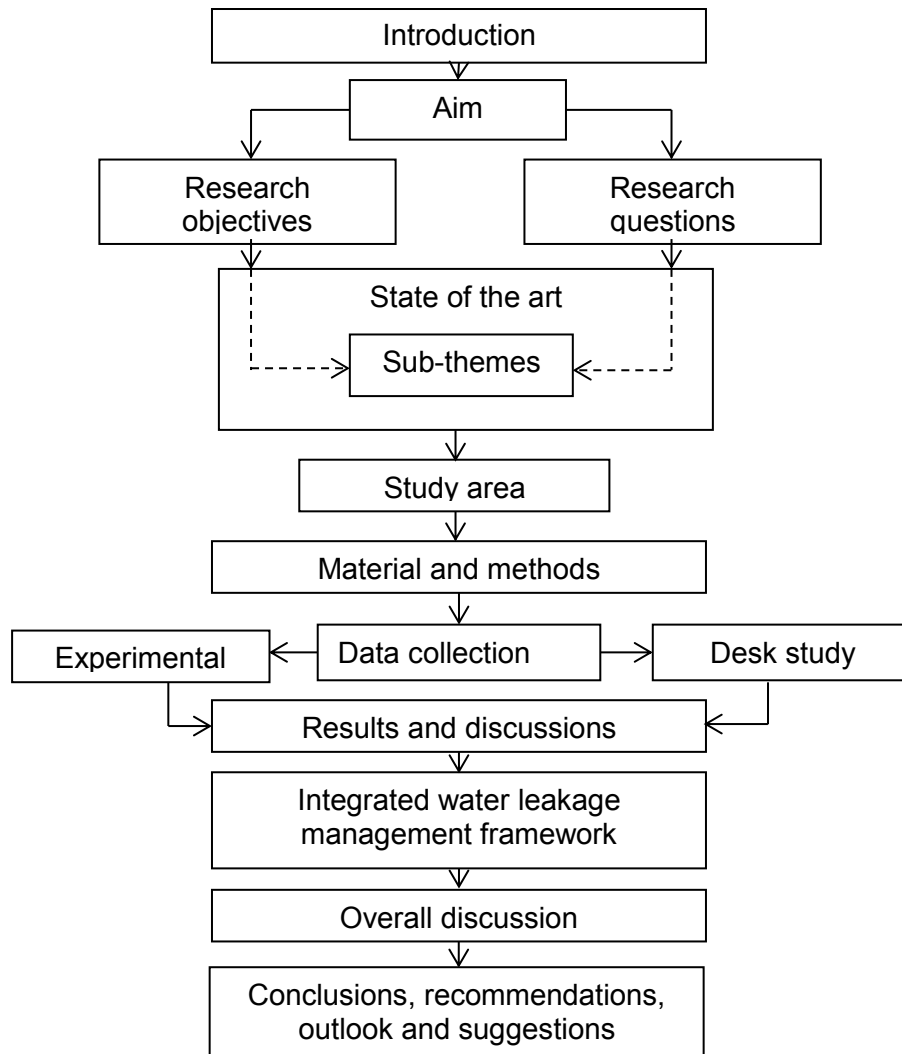 Introduction
Aim
Research
objectives
Research
questions
State of the art
Sub-themes
Study area
Material and methods
Experimental
Data collection
Desk study
Results and discussions
Integrated water leakage
management framework
Overall discussion
Conclusions, recommendations,
outlook and suggestions